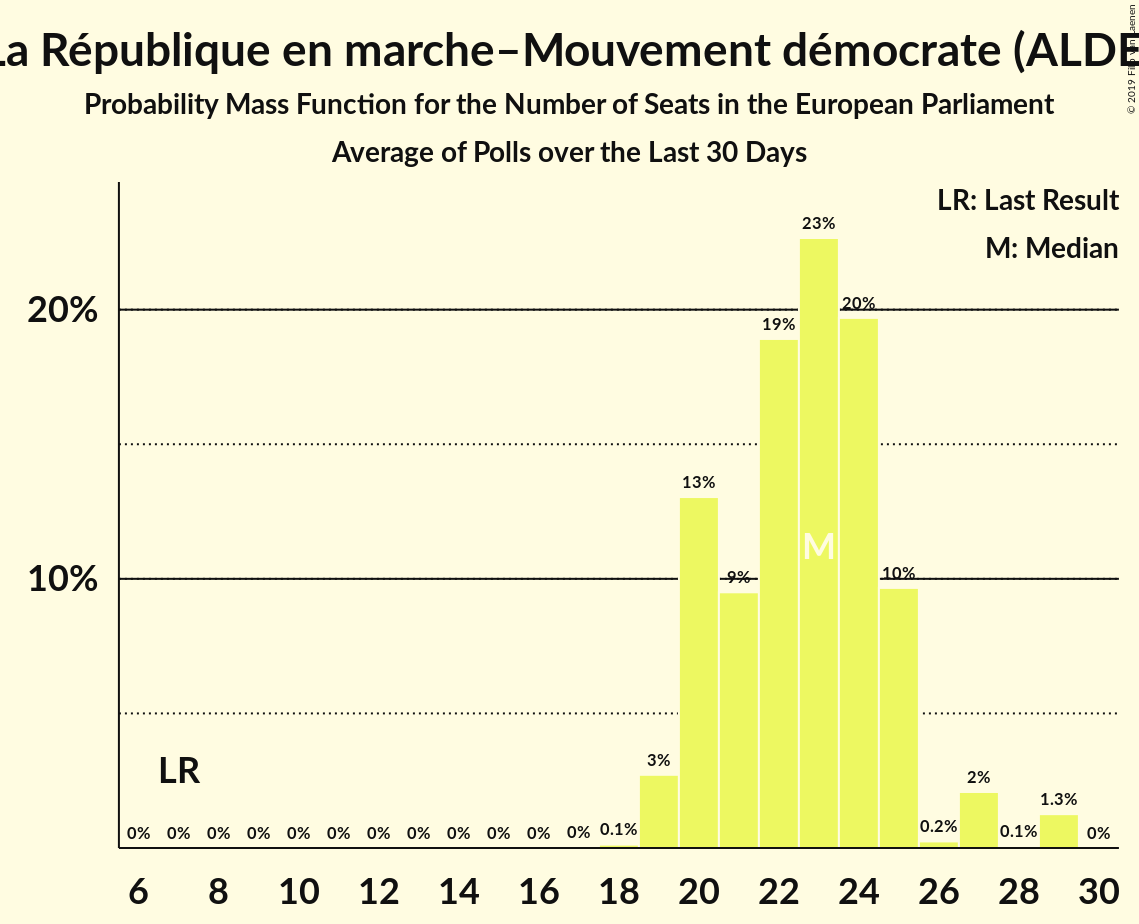 La République en marche–Mouvement démocrate (ALDE
© 2019 Filip van Laenen
Probability Mass Function for the Number of Seats in the European Parliament
Average of Polls over the Last 30 Days
LR: Last Result
M: Median
20%
10%
23%
20%
19%
13%
9%
10%
M
LR
3%
2%
1.3%
0% 0% 0% 0% 0% 0% 0% 0% 0% 0% 0% 0% 0.1% 0.2% 0.1% 0%
6 8 10 12 14 16 18 20 22 24 26 28 30